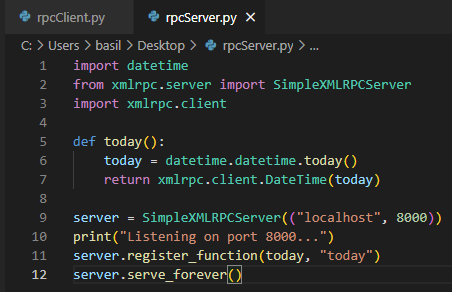 rpcClient.py rpcServer.py ×
C: > Users > basil > Desktop > rpcServer.py > ...
1 import datetime
2 from xmlrpc.server import SimpleXMLRPCServer
3 import xmlrpc.client
4
5 def today():
6     today = datetime.datetime.today()
7     return xmlrpc.client.DateTime(today)
8
9 server = SimpleXMLRPCServer(("localhost", 8000))
10 print("Listening on port 8000...")
11 server.register_function(today, "today")
12 server.serve_forever()